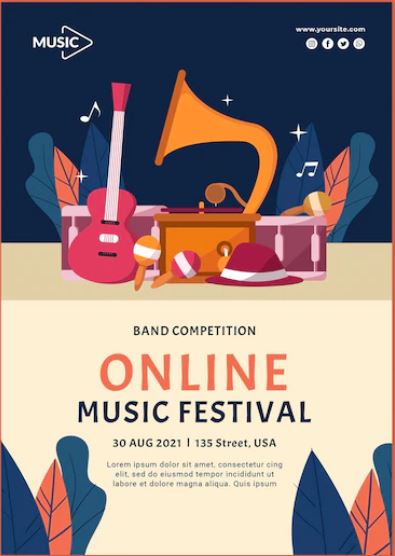 MUSIC
www.yoursite.com
BAND COMPETITION
ONLINE
MUSIC FESTIVAL
30 AUG 2021 | 135 Street, USA
Lorem ipsum dolor sit amet, consectetur cing
elit, sed do eiusmod tempor incididunt ut
labore et dolore magna aliqua. Quis ipsum